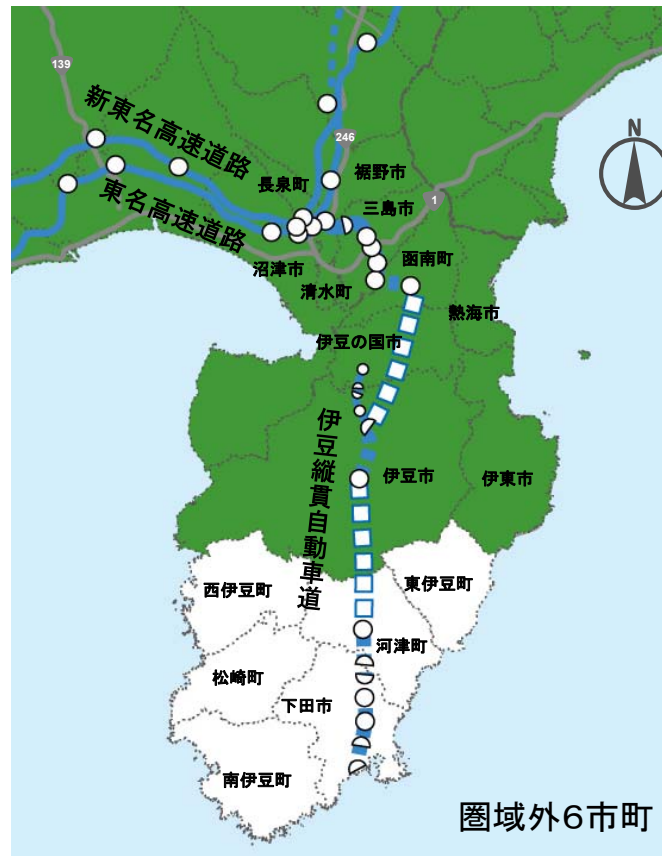 139
N
新東名高速道路
246
裾野市
長泉町
1
三島市
東名高速道路
函南町
沼津市
清水町
熱海市
伊豆の国市
伊豆縦貫自動車道
伊豆市
伊東市
西伊豆町
東伊豆町
河津町
松崎町
下田市
南伊豆町
圏域外6市町